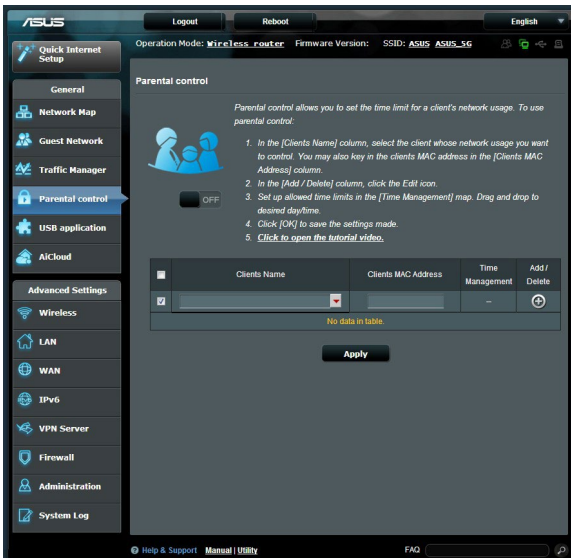 ASUS
Logout Reboot English
Quick Internet Setup
Operation Mode: Wireless router Firmware Version: SSID: ASUS ASUS_5G
General
Network Map
Guest Network
Traffic Manager
Parental control
USB application
AiCloud
Advanced Settings
Wireless
LAN
WAN
IPv6
VPN Server
Firewall
Administration
System Log
Parental control
Parental control allows you to set the time limit for a client's network usage. To use
parental control:
1. In the [Clients Name] column, select the client whose network usage you want
to control. You may also key in the clients MAC address in the [Clients MAC
Address] column.
2. In the [Add / Delete] column, click the Edit icon.
3. Set up allowed time limits in the [Time Management] map. Drag and drop to
desired day/time.
4. Click [OK] to save the settings made.
5. Click to open the tutorial video.
OFF
Clients Name Clients MAC Address Time Management Add / Delete
–
No data in table.
Apply
Help & Support Manual | Utility FAQ